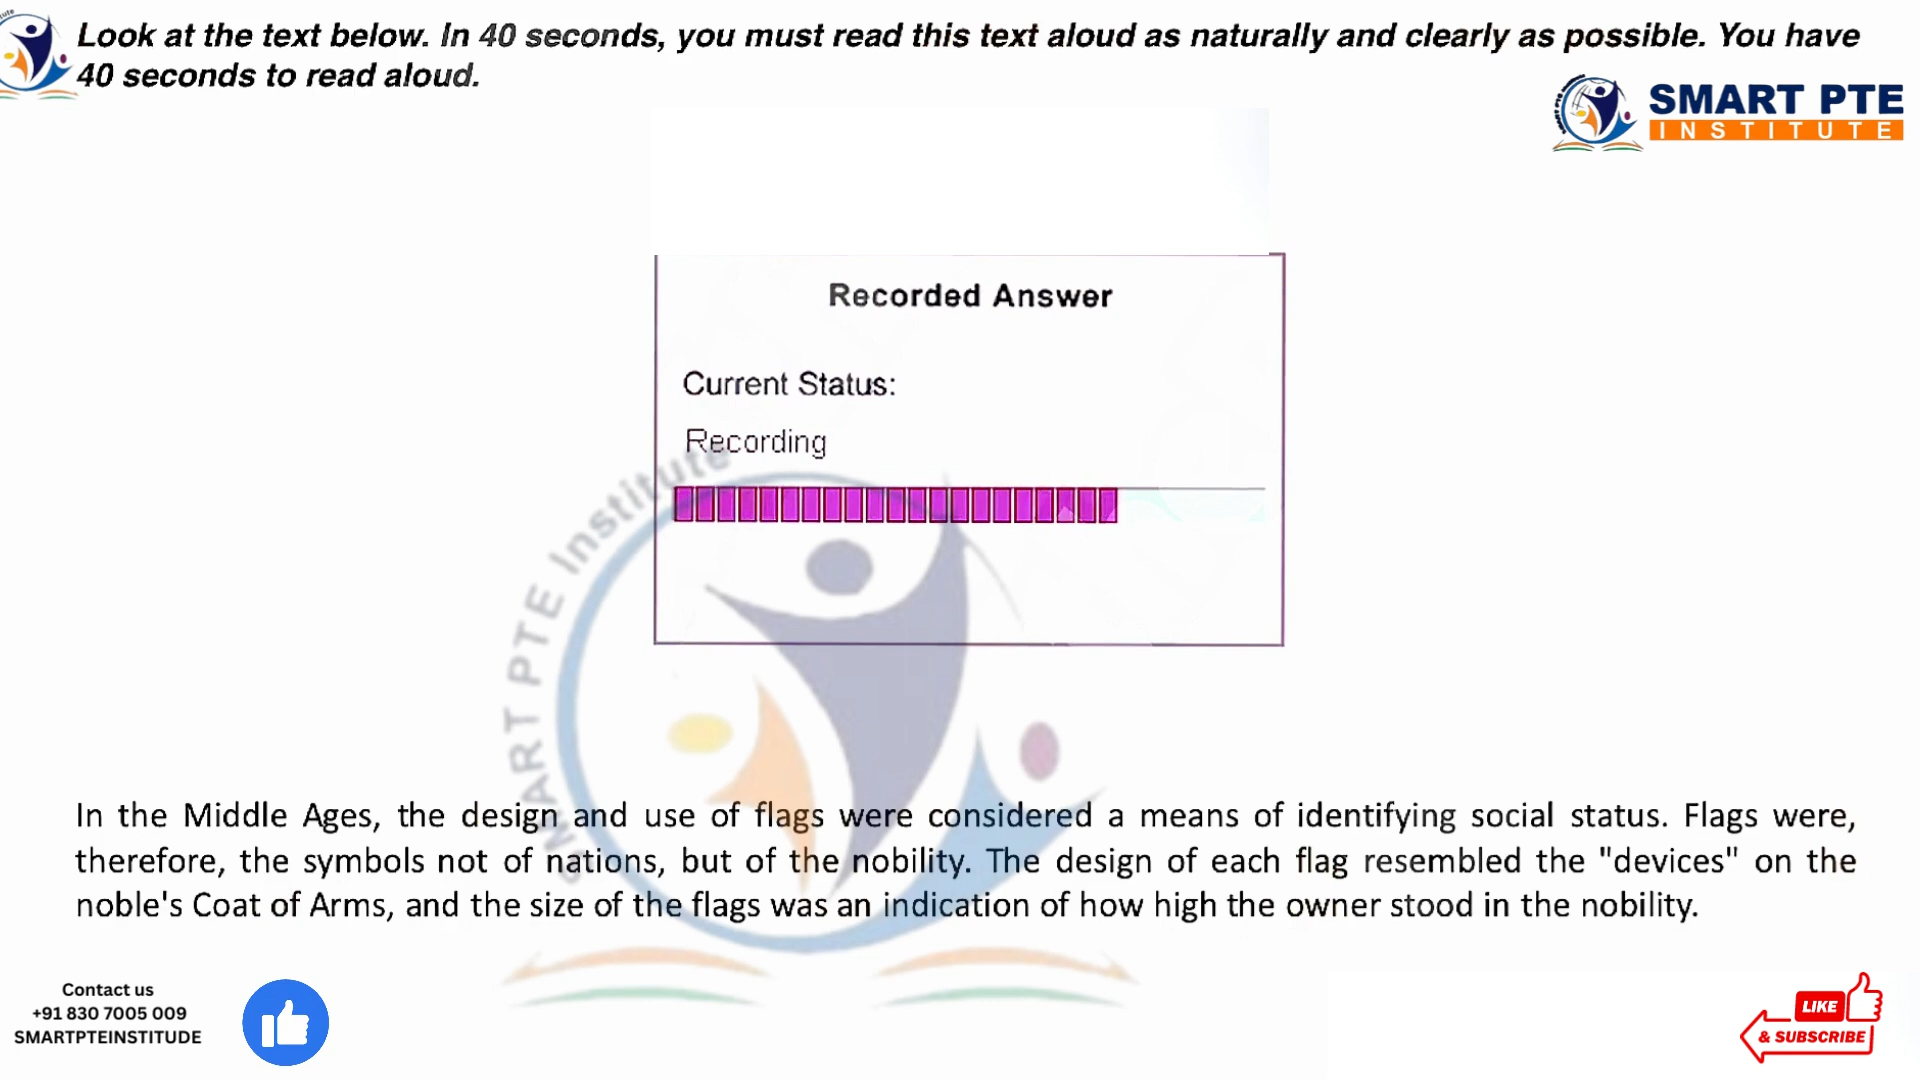 Look at the text below. In 40 seconds, you must read this text aloud as naturally and clearly as possible. You have
40 seconds to read aloud.
SMART PTE
INSTITUTE
Recorded Answer
Current Status:
Recording
SMART PTE Institute
In the Middle Ages, the design and use of flags were considered a means of identifying social status. Flags were,
therefore, the symbols not of nations, but of the nobility. The design of each flag resembled the "devices" on the
noble's Coat of Arms, and the size of the flags was an indication of how high the owner stood in the nobility.
Contact us
+91 830 7005 009
SMARTPTEINSTITUDE
LIKE
& SUBSCRIBE